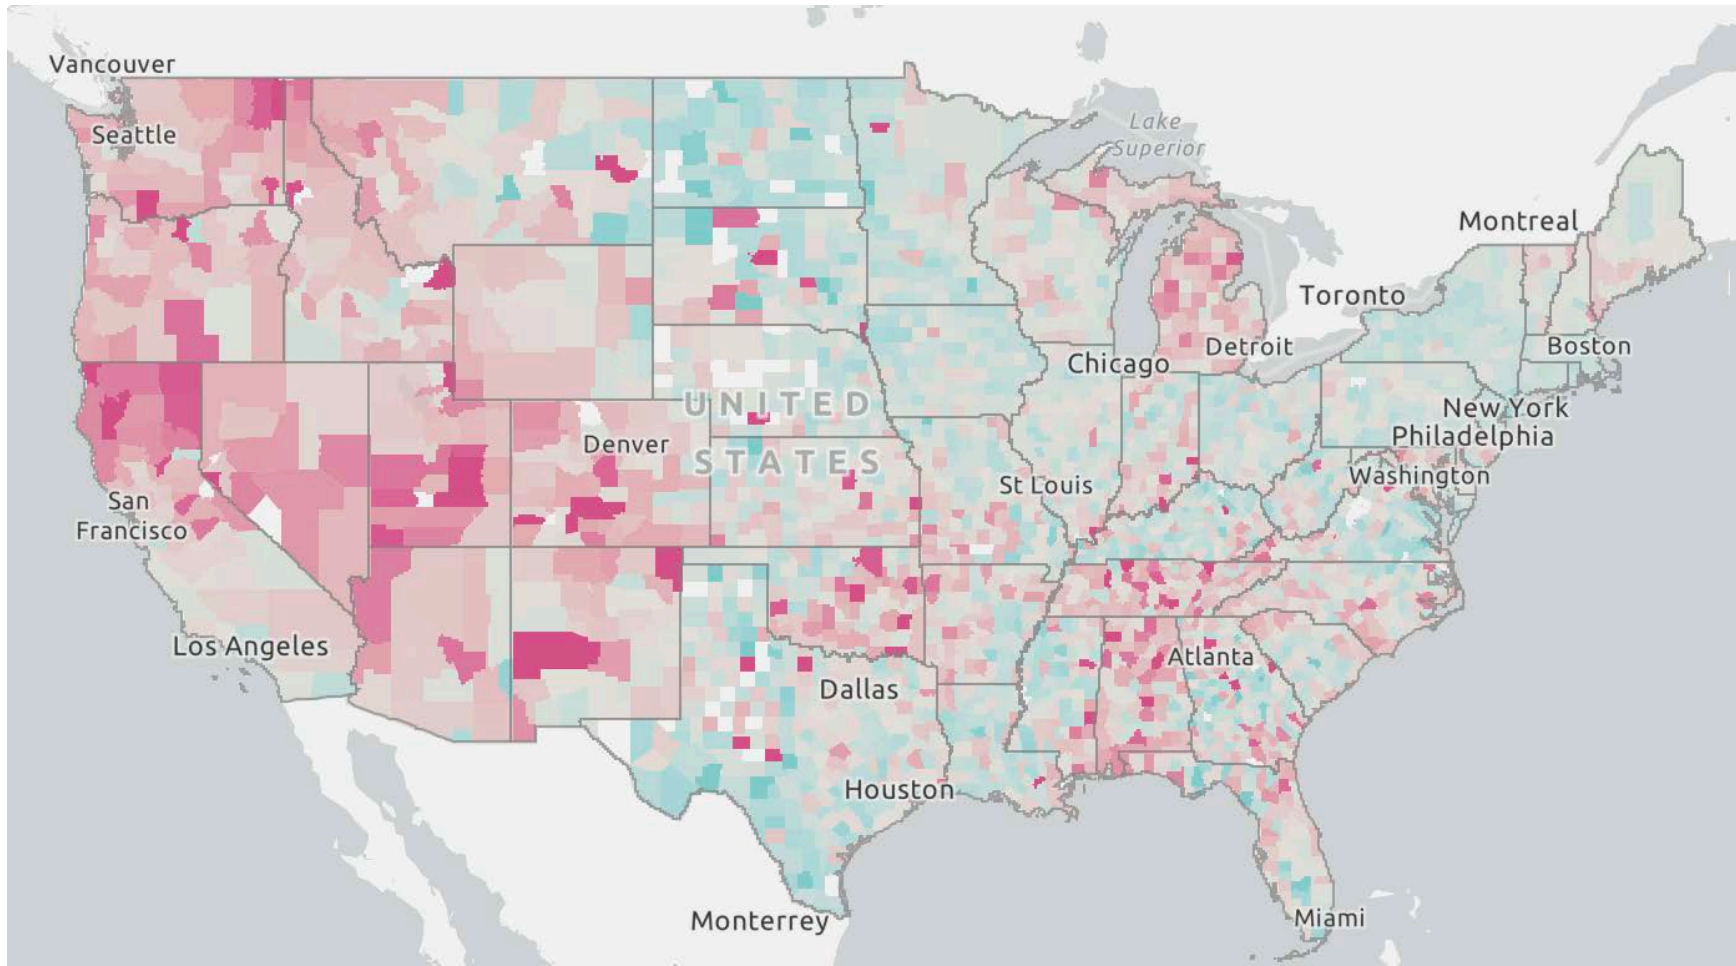 Vancouver
Seattle
Lake
Superior
Montreal
Toronto
Boston
Detroit
Chicago
UNITED
STATES
New York
Philadelphia
Denver
Washington
St Louis
San
Francisco
Los Angeles
Atlanta
Dallas
Houston
Monterrey
Miami